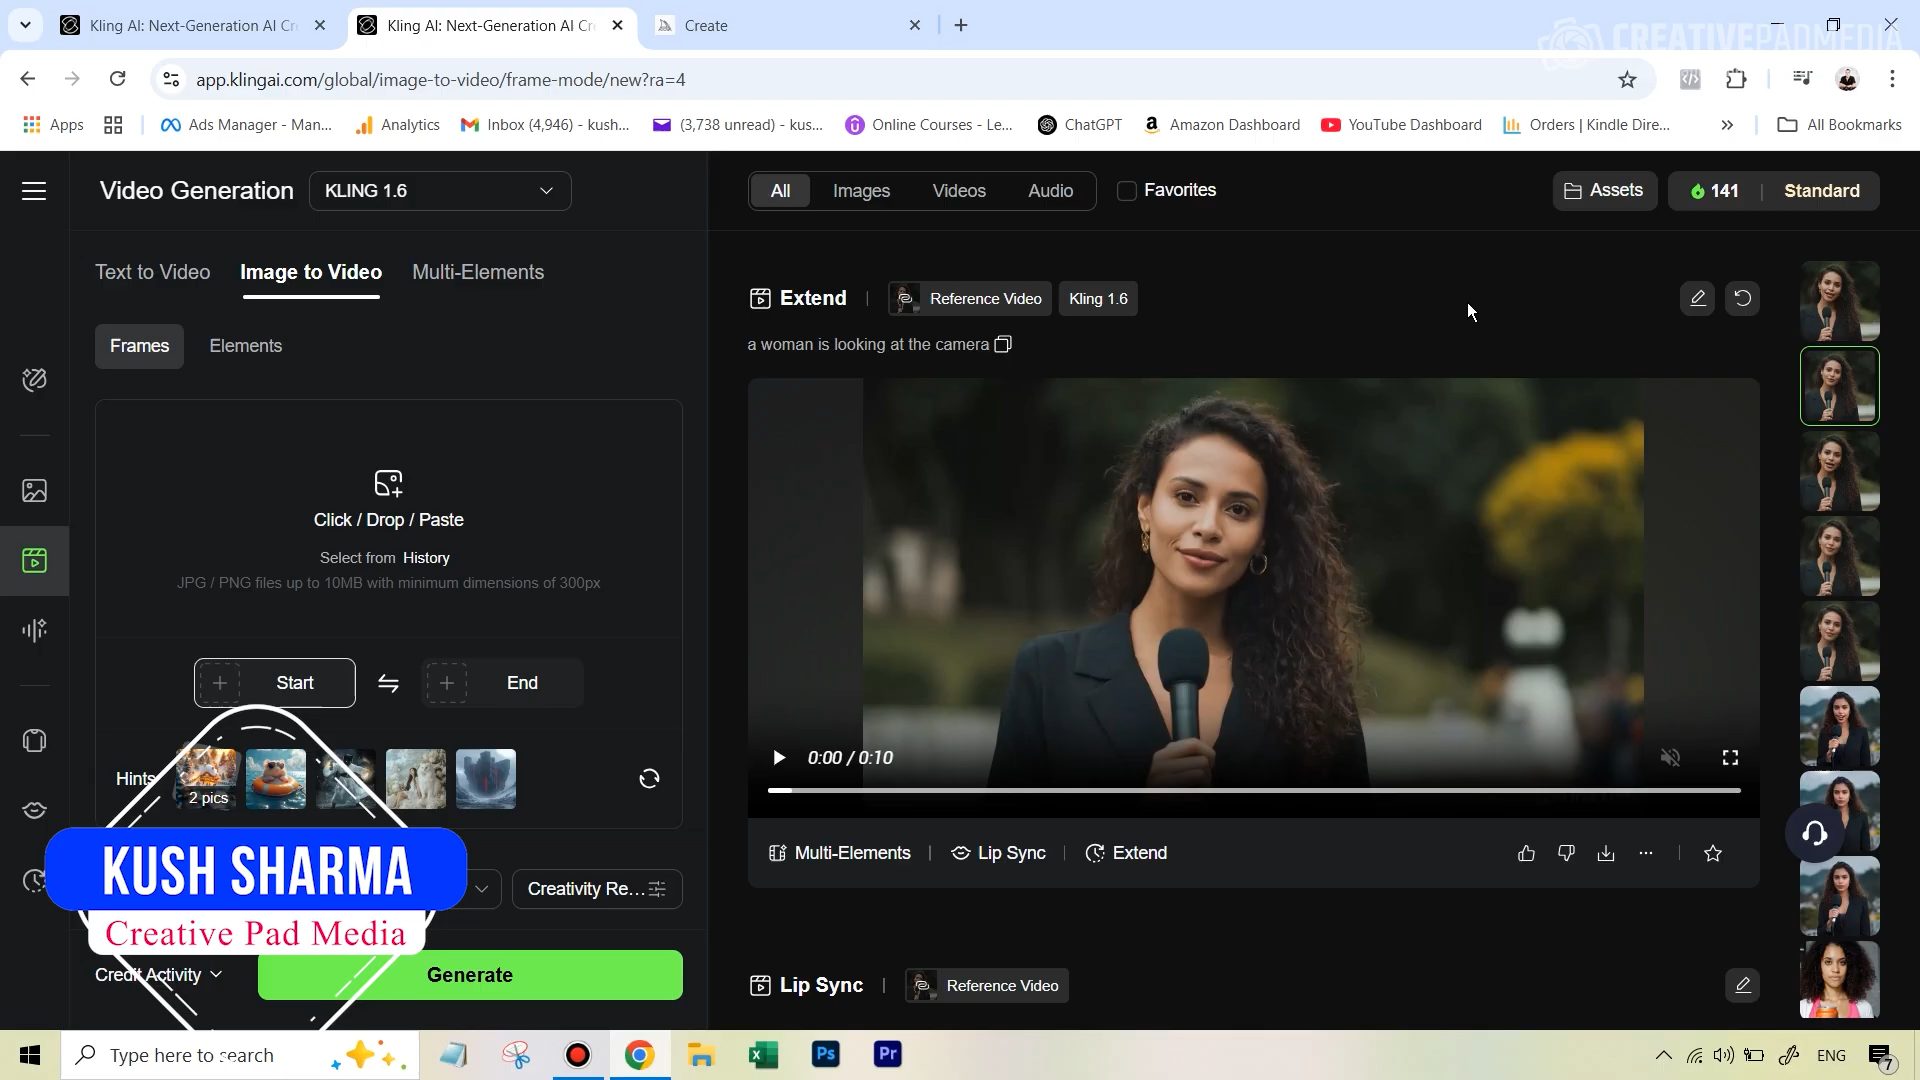 Kling AI: Next-Generation AI Cr
Kling AI: Next-Generation AI Cr
Create
CREATIVEPADMEDIA
app.klingai.com/global/image-to-video/frame-mode/new?ra=4
Apps
Ads Manager - Man...
Analytics
Inbox (4,946) - kush...
(3,738 unread) - kus...
Online Courses - Le...
ChatGPT
Amazon Dashboard
YouTube Dashboard
Orders | Kindle Dire...
All Bookmarks
Video Generation
KLING 1.6
All
Images
Videos
Audio
Favorites
Assets
141
Standard
Text to Video
Image to Video
Multi-Elements
Extend
Reference Video
Kling 1.6
a woman is looking at the camera
Frames
Elements
Click / Drop / Paste
Select from History
JPG / PNG files up to 10MB with minimum dimensions of 300px
Start
End
Hints
2 pics
0:00 / 0:10
Multi-Elements
Lip Sync
Extend
KUSH SHARMA
Creative Pad Media
Creativity Re...
Credit Activity
Generate
Lip Sync
Reference Video
Type here to search
Ps
Pr
ENG
7